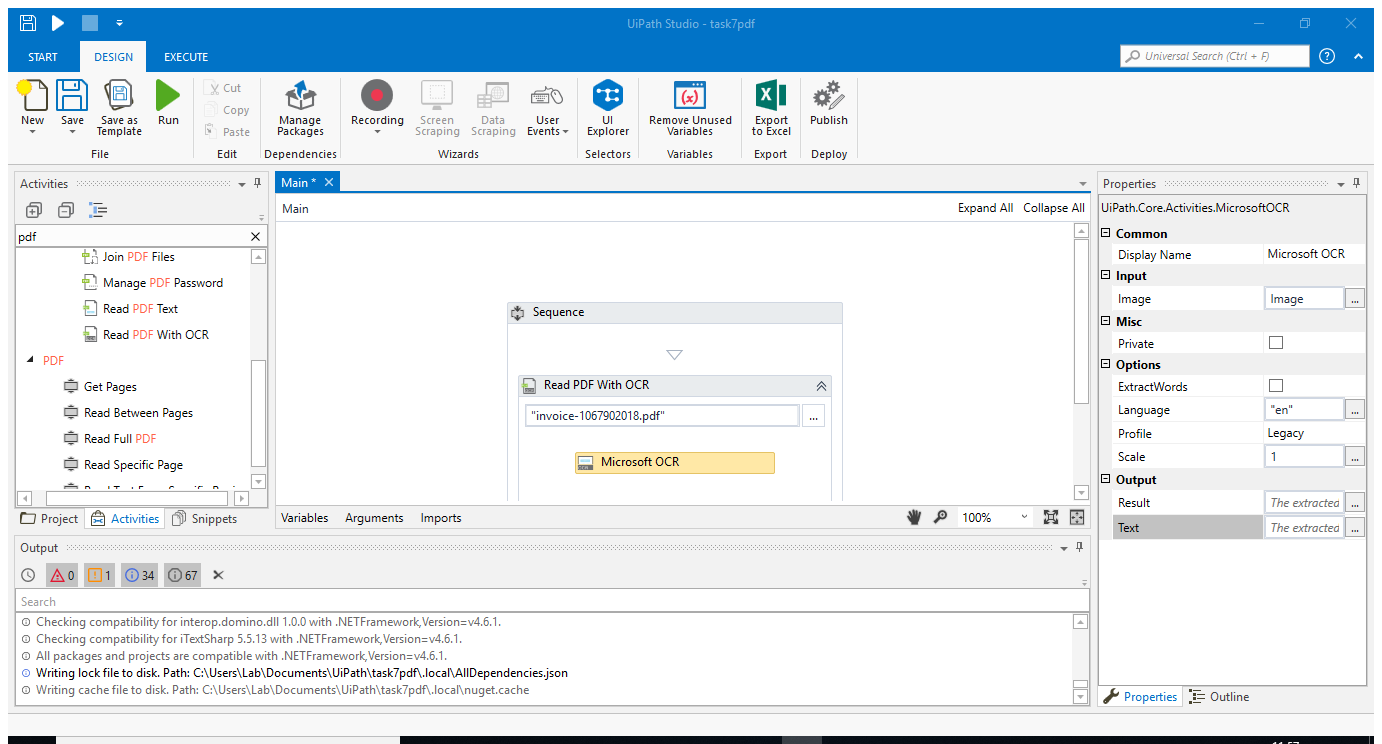 UiPath Studio - task7pdf
START DESIGN EXECUTE
Universal Search (Ctrl + F)
New Save Save as Template Run
File
Cut
Copy
Paste
Edit
Manage Packages
Dependencies
Recording Screen Scraping Data Scraping User Events
Wizards
UI Explorer
Selectors
Remove Unused Variables
Variables
Export to Excel
Export
Publish
Deploy
Activities
pdf
Join PDF Files
Manage PDF Password
Read PDF Text
Read PDF With OCR
PDF
Get Pages
Read Between Pages
Read Full PDF
Read Specific Page
Project Activities Snippets
Main *
Main
Expand All Collapse All
Sequence
Read PDF With OCR
"invoice-1067902018.pdf" ...
Microsoft OCR
Variables Arguments Imports
100%
Properties
UiPath.Core.Activities.MicrosoftOCR
Common
Display Name Microsoft OCR
Input
Image Image ...
Misc
Private
Options
ExtractWords
Language "en" ...
Profile Legacy
Scale 1 ...
Output
Result The extracted ...
Text The extracted ...
Properties Outline
Output
0 1 34 67
Search
Checking compatibility for interop.domino.dll 1.0.0 with .NETFramework,Version=v4.6.1.
Checking compatibility for iTextSharp 5.5.13 with .NETFramework,Version=v4.6.1.
All packages and projects are compatible with .NETFramework,Version=v4.6.1.
Writing lock file to disk. Path: C:\Users\Lab\Documents\UiPath\task7pdf\.local\AllDependencies.json
Writing cache file to disk. Path: C:\Users\Lab\Documents\UiPath\task7pdf\.local\nuget.cache